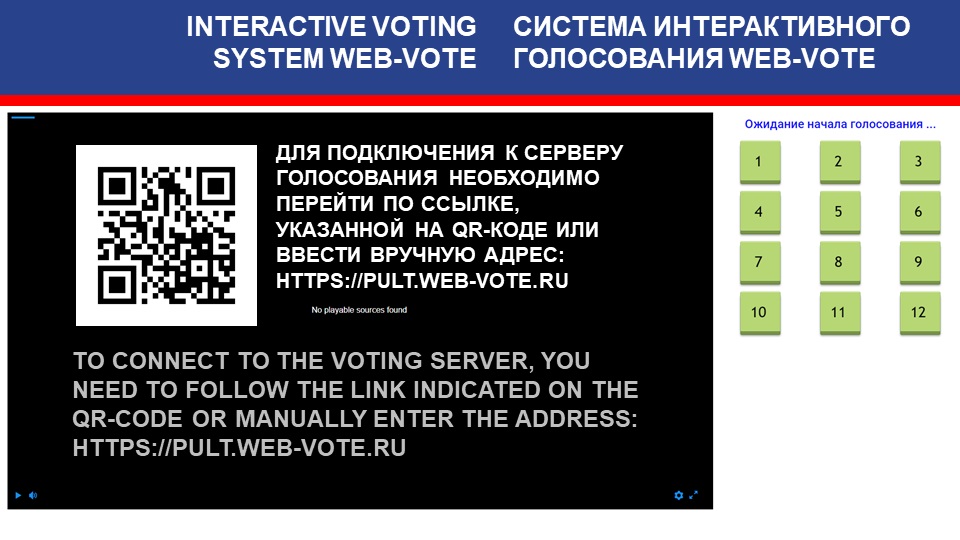 INTERACTIVE VOTING
SYSTEM WEB-VOTE
СИСТЕМА ИНТЕРАКТИВНОГО
ГОЛОСОВАНИЯ WEB-VOTE
ДЛЯ ПОДКЛЮЧЕНИЯ К СЕРВЕРУ
ГОЛОСОВАНИЯ НЕОБХОДИМО
ПЕРЕЙТИ ПО ССЫЛКЕ,
УКАЗАННОЙ НА QR-КОДЕ ИЛИ
ВВЕСТИ ВРУЧНУЮ АДРЕС:
HTTPS://PULT.WEB-VOTE.RU
No playable sources found
TO CONNECT TO THE VOTING SERVER, YOU
NEED TO FOLLOW THE LINK INDICATED ON THE
QR-CODE OR MANUALLY ENTER THE ADDRESS:
HTTPS://PULT.WEB-VOTE.RU
Ожидание начала голосования ...
1 2 3
4 5 6
7 8 9
10 11 12